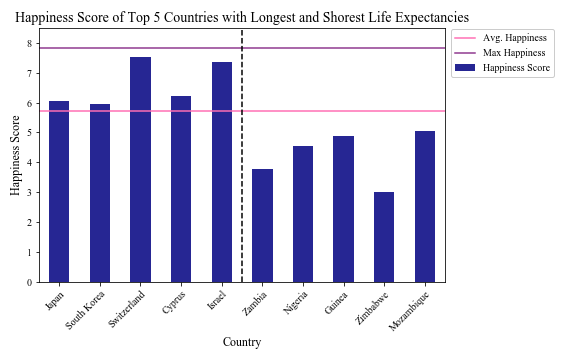 Happiness Score of Top 5 Countries with Longest and Shorest Life Expectancies
Avg. Happiness
Max Happiness
Happiness Score
Happiness Score
8
7
6
5
4
3
2
1
0
Japan
South Korea
Switzerland
Cyprus
Israel
Zambia
Nigeria
Guinea
Zimbabwe
Mozambique
Country